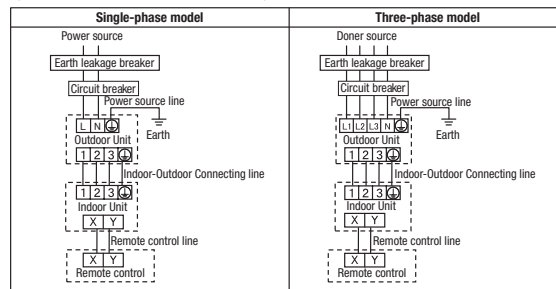 Single-phase model
Power source
Earth leakage breaker
Circuit breaker
Power source line
L N
Earth
Outdoor Unit
1 2 3
Indoor-Outdoor Connecting line
1 2 3
Indoor Unit
X Y
Remote control line
X Y
Remote control
Three-phase model
Doner source
Earth leakage breaker
Circuit breaker
Power source line
L1 L2 L3 N
Earth
Outdoor Unit
1 2 3
Indoor-Outdoor Connecting line
1 2 3
Indoor Unit
X Y
Remote control line
X Y
Remote control